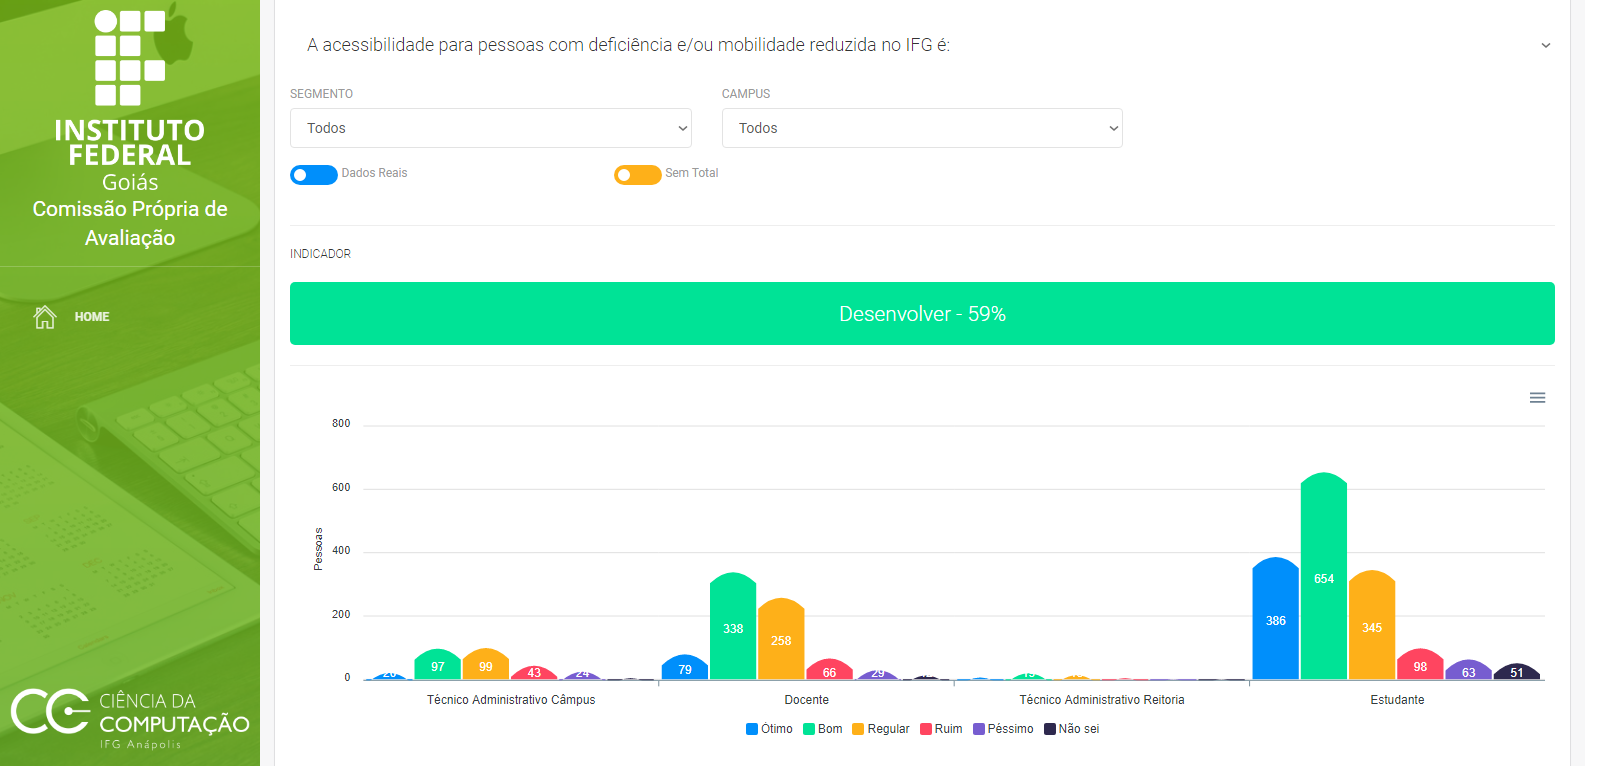 INSTITUTO
FEDERAL
Goiás
Comissão Própria de
Avaliação
HOME
CIÊNCIA DA
COMPUTAÇÃO
IFG Anápolis
A acessibilidade para pessoas com deficiência e/ou mobilidade reduzida no IFG é:
SEGMENTO
CAMPUS
Todos
Todos
Dados Reais
Sem Total
INDICADOR
Desenvolver - 59%
800
600
400
200
0
Pessoas
97
99
43
24
79
338
258
66
29
386
654
345
98
63
51
Técnico Administrativo Câmpus
Docente
Técnico Administrativo Reitoria
Estudante
Ótimo
Bom
Regular
Ruim
Péssimo
Não sei